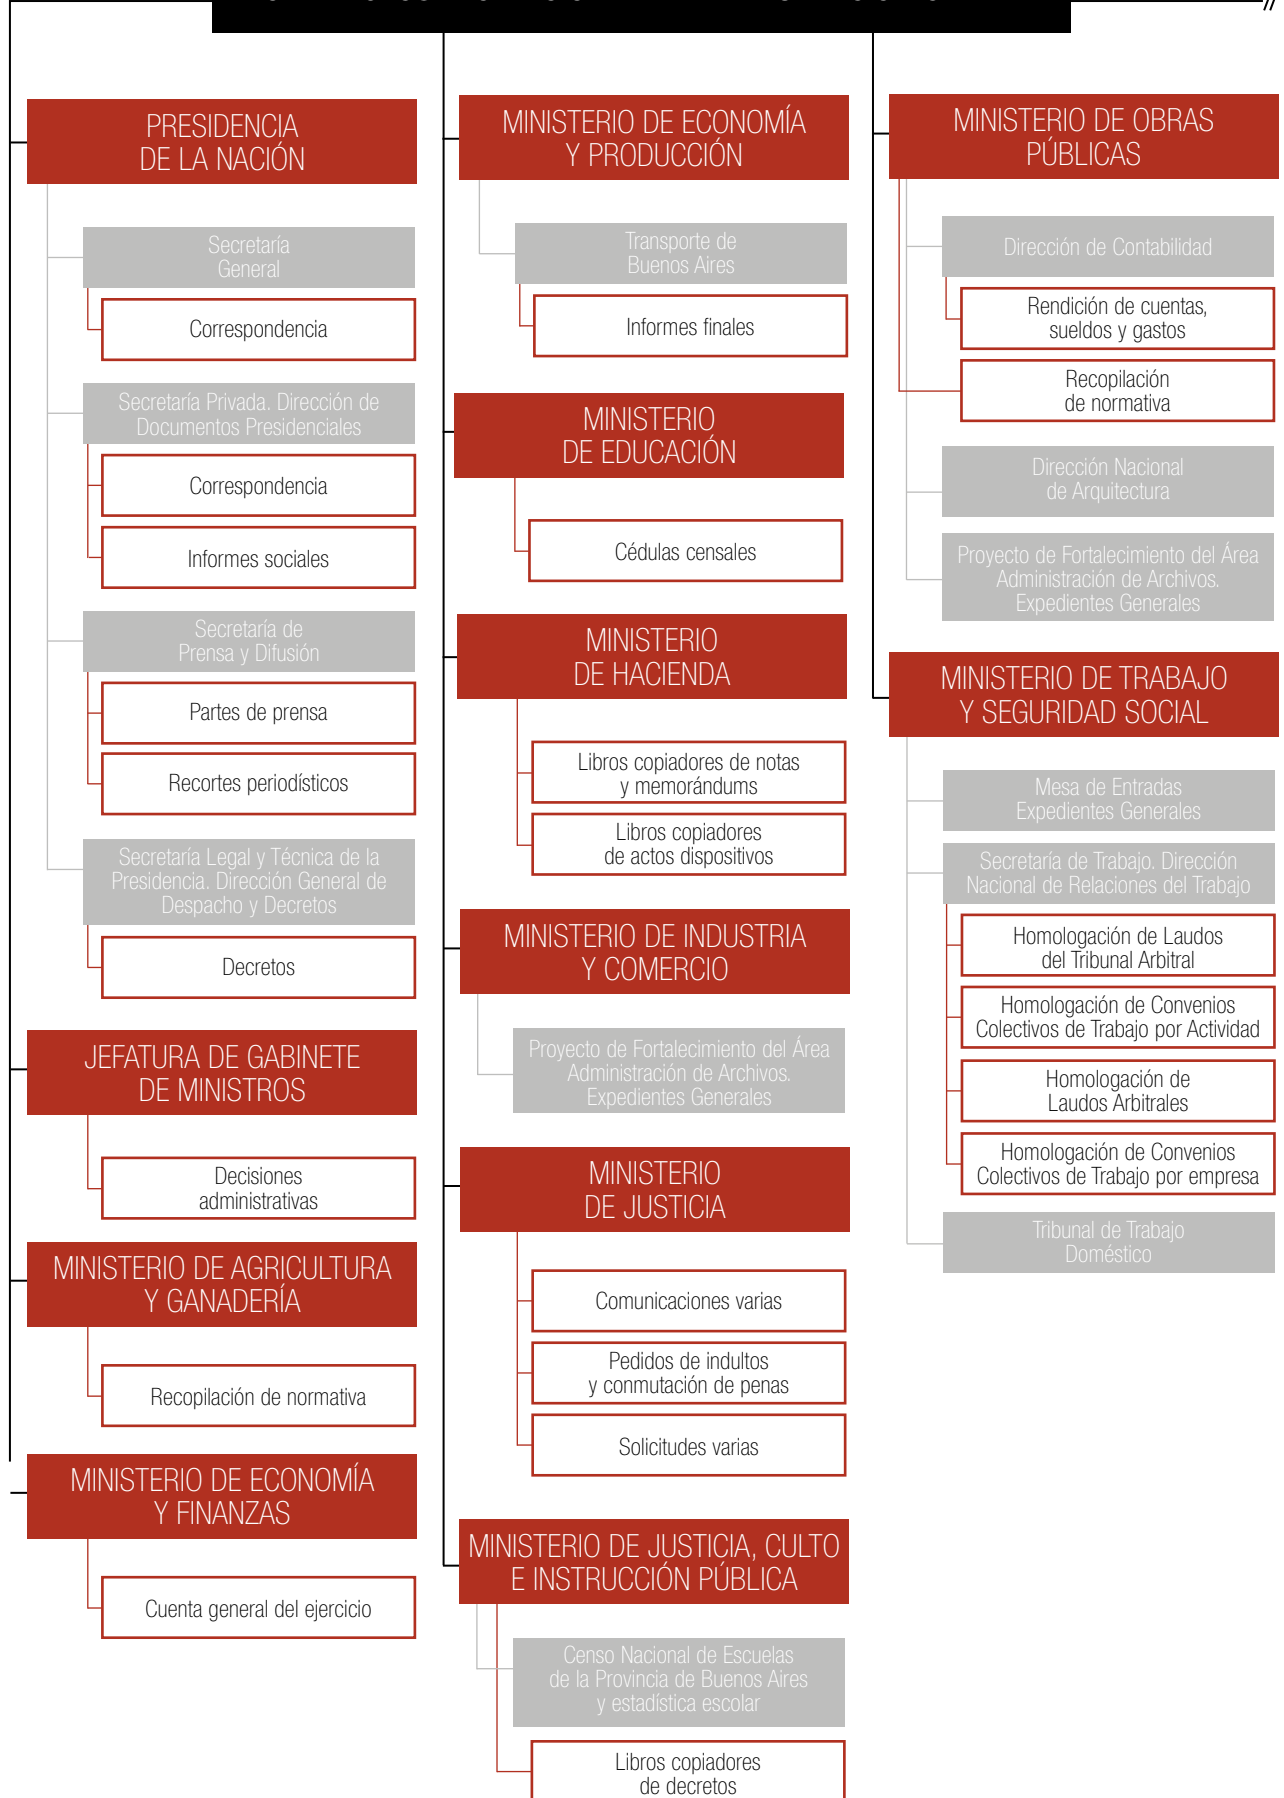 PRESIDENCIA
DE LA NACIÓN
Secretaría
General
Correspondencia
Secretaría Privada. Dirección de
Documentos Presidenciales
Correspondencia
Informes sociales
Secretaría de
Prensa y Difusión
Partes de prensa
Recortes periodísticos
Secretaría Legal y Técnica de la
Presidencia. Dirección General de
Despacho y Decretos
Decretos
JEFATURA DE GABINETE
DE MINISTROS
Decisiones
administrativas
MINISTERIO DE AGRICULTURA
Y GANADERÍA
Recopilación de normativa
MINISTERIO DE ECONOMÍA
Y FINANZAS
Cuenta general del ejercicio
MINISTERIO DE ECONOMÍA
Y PRODUCCIÓN
Transporte de
Buenos Aires
Informes finales
MINISTERIO
DE EDUCACIÓN
Cédulas censales
MINISTERIO
DE HACIENDA
Libros copiadores de notas
y memorándums
Libros copiadores
de actos dispositivos
MINISTERIO DE INDUSTRIA
Y COMERCIO
Proyecto de Fortalecimiento del Área
Administración de Archivos.
Expedientes Generales
MINISTERIO
DE JUSTICIA
Comunicaciones varias
Pedidos de indultos
y conmutación de penas
Solicitudes varias
MINISTERIO DE JUSTICIA, CULTO
E INSTRUCCIÓN PÚBLICA
Censo Nacional de Escuelas
de la Provincia de Buenos Aires
y estadística escolar
Libros copiadores
de decretos
MINISTERIO DE OBRAS
PÚBLICAS
Dirección de Contabilidad
Rendición de cuentas,
sueldos y gastos
Recopilación
de normativa
Dirección Nacional
de Arquitectura
Proyecto de Fortalecimiento del Área
Administración de Archivos.
Expedientes Generales
MINISTERIO DE TRABAJO
Y SEGURIDAD SOCIAL
Mesa de Entradas
Expedientes Generales
Secretaría de Trabajo. Dirección
Nacional de Relaciones del Trabajo
Homologación de Laudos
del Tribunal Arbitral
Homologación de Convenios
Colectivos de Trabajo por Actividad
Homologación de
Laudos Arbitrales
Homologación de Convenios
Colectivos de Trabajo por empresa
Tribunal de Trabajo
Doméstico